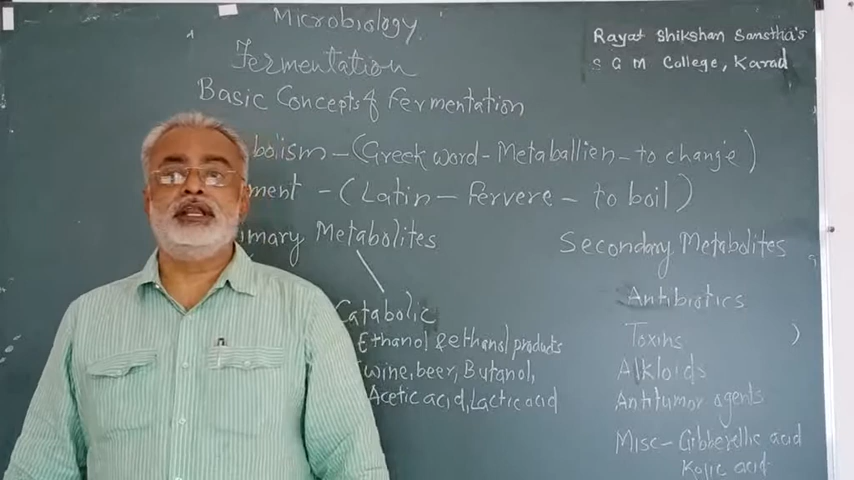 Microbiology
Fermentation
Basic Concepts of Fermentation
Rayat Shikshan Sanstha's
S G M College, Karad
bolism - (Greek word - Metaballien - to change)
ment - (Latin - Fervere - to boil)
imary Metabolites
Catabolic
Ethanol & ethanol products
wine, beer, Butanol,
Acetic acid, Lactic acid
Secondary Metabolites
Antibiotics
Toxins
Alkloids
Antitumor agents
Misc - Gibberellic acid
Kojic acid